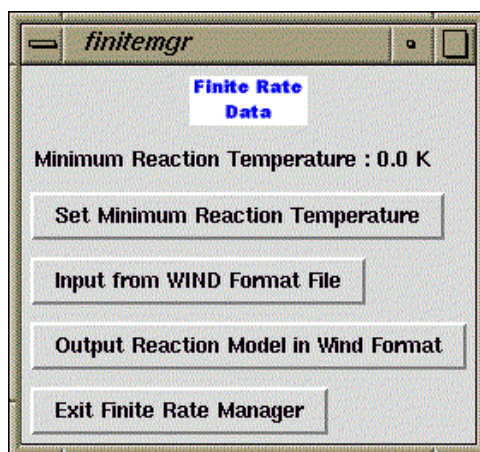 finitemgr
Finite Rate
Data
Minimum Reaction Temperature : 0.0 K
Set Minimum Reaction Temperature
Input from WIND Format File
Output Reaction Model in Wind Format
Exit Finite Rate Manager